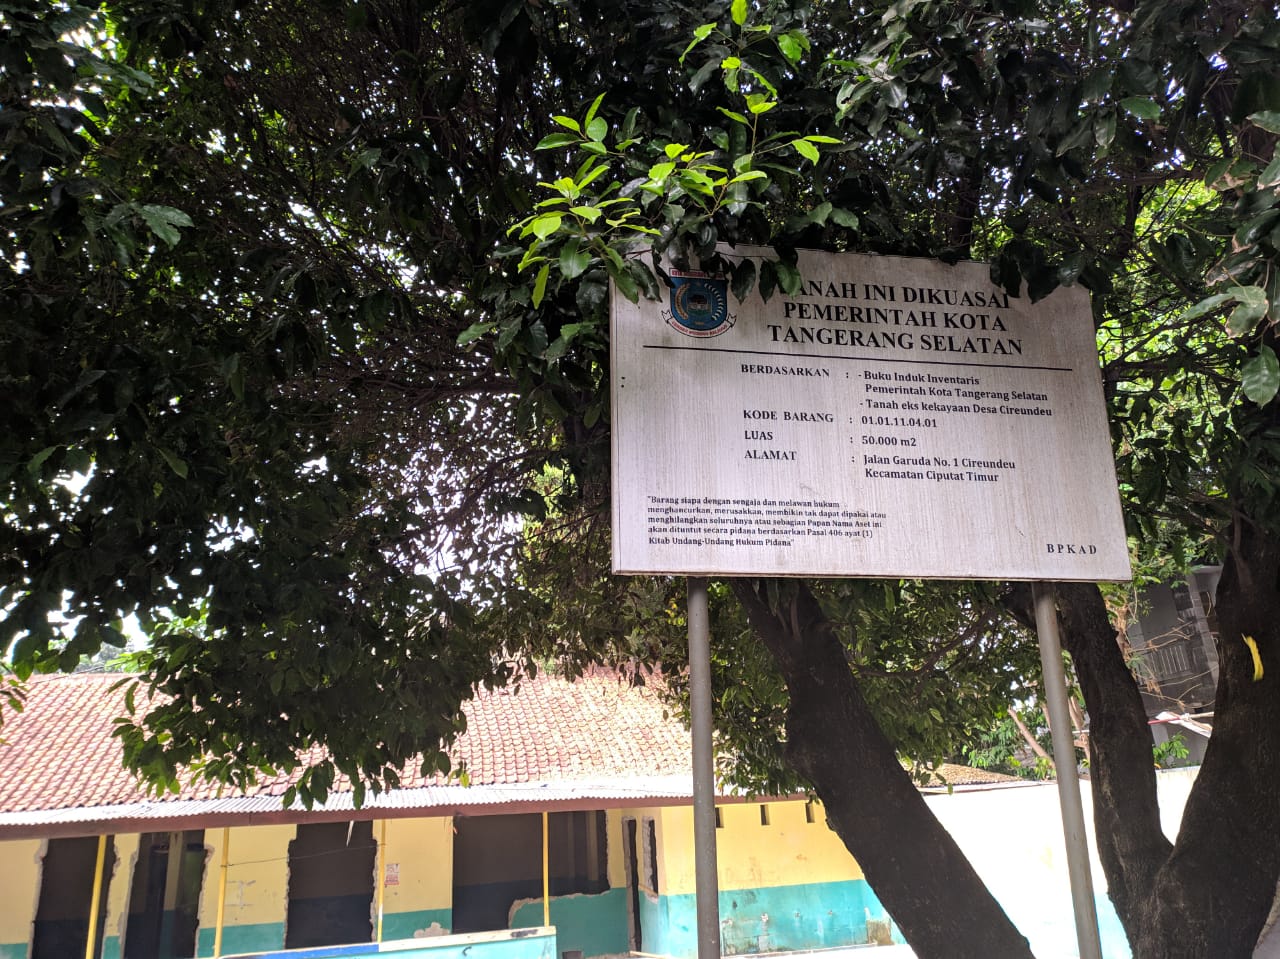 TANAH INI DIKUASAI
PEMERINTAH KOTA
TANGERANG SELATAN
BERDASARKAN : - Buku Induk Inventaris
Pemerintah Kota Tangerang Selatan
- Tanah eks kekayaan Desa Cireundeu
KODE BARANG : 01.01.11.04.01
LUAS : 50.000 m2
ALAMAT : Jalan Garuda No. 1 Cireundeu
Kecamatan Ciputat Timur
"Barang siapa dengan sengaja dan melawan hukum
menghancurkan, merusakkan, membikin tak dapat dipakai atau
menghilangkan seluruhnya atau sebagian Papan Nama Aset ini
akan dituntut secara pidana berdasarkan Pasal 406 ayat (1)
Kitab Undang-Undang Hukum Pidana"
BPKAD